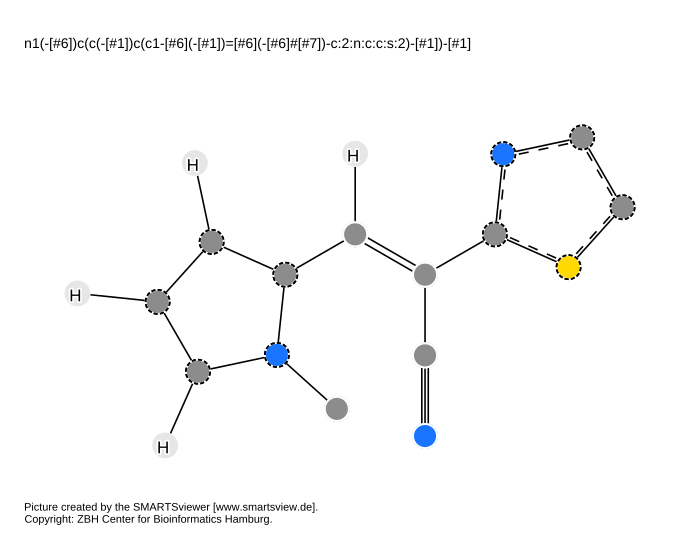 n1(-[#6])c(c(-[#1])c(c1-[#6](-[#1])=[#6](-[#6]#[#7])-c:2:n:c:c:s:2)-[#1])-[#1]
H
H
H
H
Picture created by the SMARTSviewer [www.smartsview.de].
Copyright: ZBH Center for Bioinformatics Hamburg.